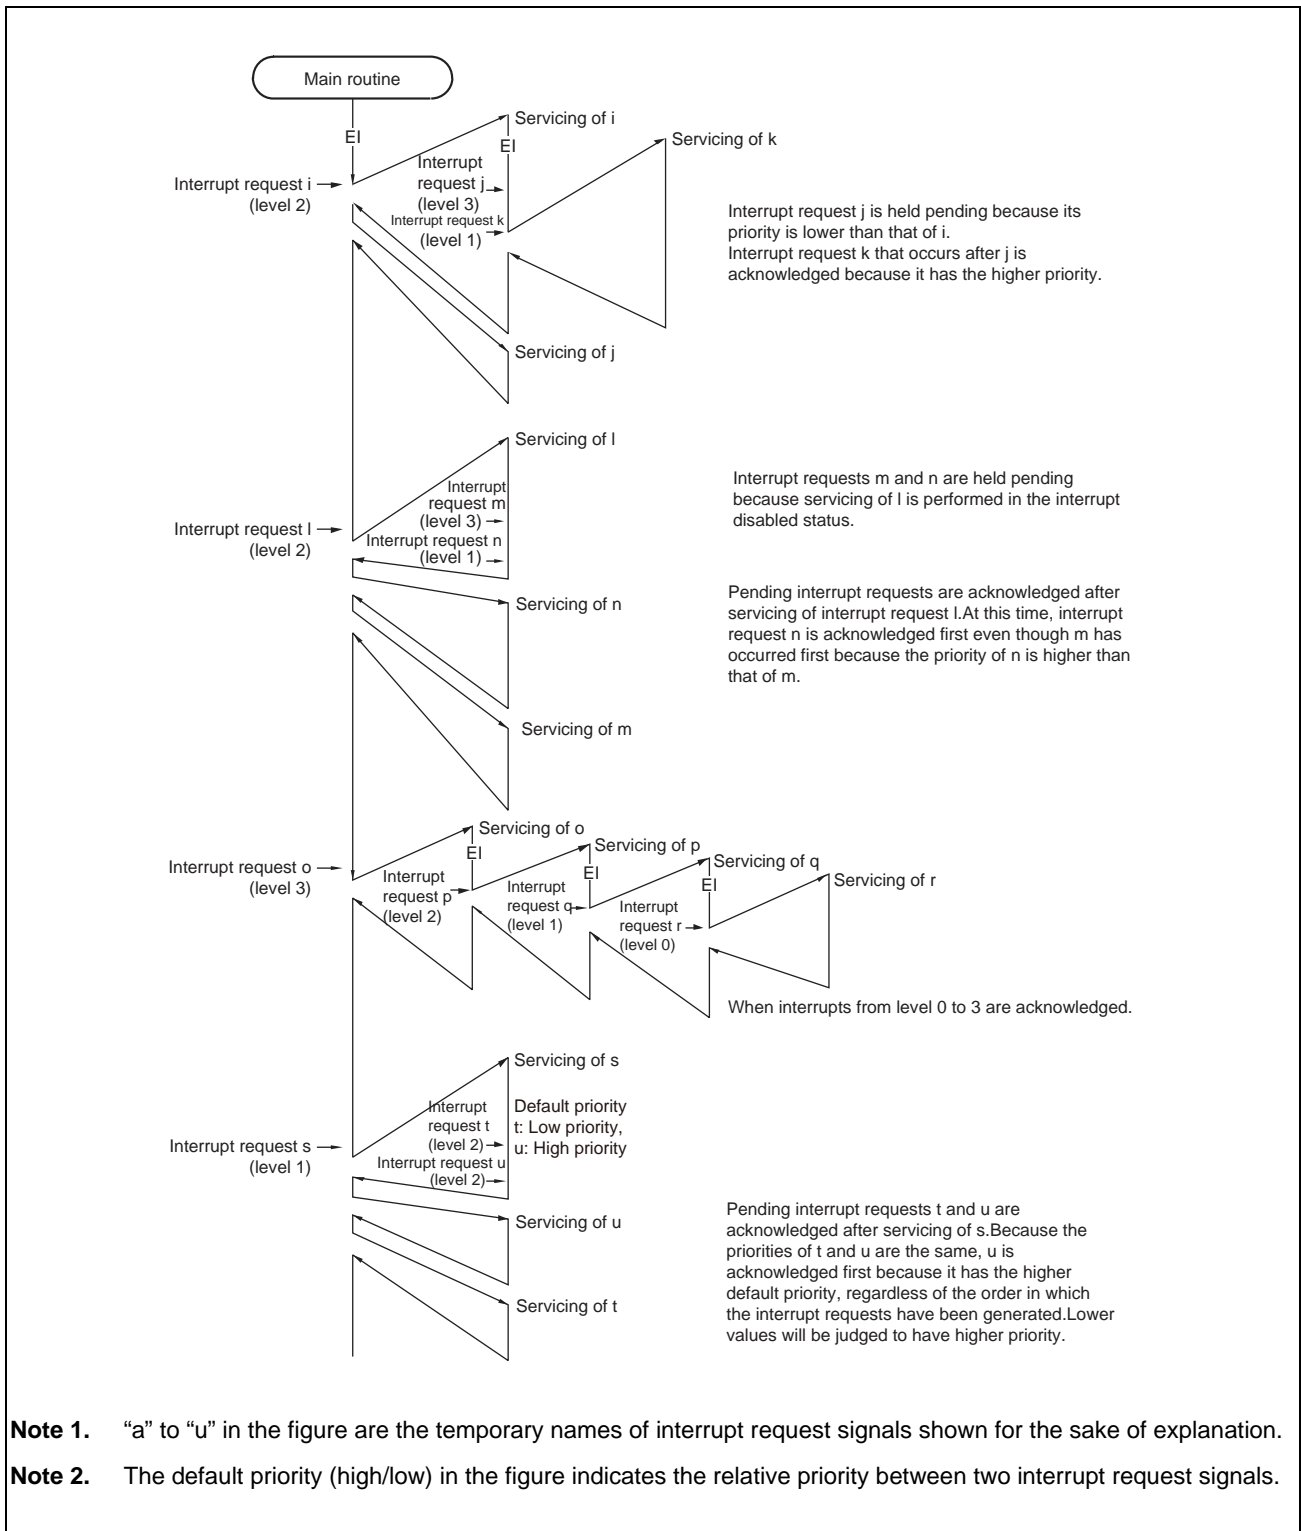 Main routine
EI
Servicing of i
EI
Servicing of k
Interrupt
request j
(level 3)
Interrupt request i
(level 2)
Interrupt request k
(level 1)
Interrupt request j is held pending because its
priority is lower than that of i.
Interrupt request k that occurs after j is
acknowledged because it has the higher priority.
Servicing of j
Servicing of l
Interrupt
request m
(level 3)
Interrupt request l
(level 2)
Interrupt request n
(level 1)
Interrupt requests m and n are held pending
because servicing of l is performed in the interrupt
disabled status.
Servicing of n
Pending interrupt requests are acknowledged after
servicing of interrupt request l.At this time, interrupt
request n is acknowledged first even though m has
occurred first because the priority of n is higher than
that of m.
Servicing of m
Servicing of o
EI
Servicing of p
EI
Servicing of q
EI
Servicing of r
Interrupt request o
(level 3)
Interrupt
request p
(level 2)
Interrupt
request q
(level 1)
Interrupt
request r
(level 0)
When interrupts from level 0 to 3 are acknowledged.
Servicing of s
Interrupt
request t
(level 2)
Default priority
t: Low priority,
u: High priority
Interrupt request s
(level 1)
Interrupt request u
(level 2)
Servicing of u
Pending interrupt requests t and u are
acknowledged after servicing of s.Because the
priorities of t and u are the same, u is
acknowledged first because it has the higher
default priority, regardless of the order in which
the interrupt requests have been generated.Lower
values will be judged to have higher priority.
Servicing of t
Note 1. “a” to “u” in the figure are the temporary names of interrupt request signals shown for the sake of explanation.
Note 2. The default priority (high/low) in the figure indicates the relative priority between two interrupt request signals.